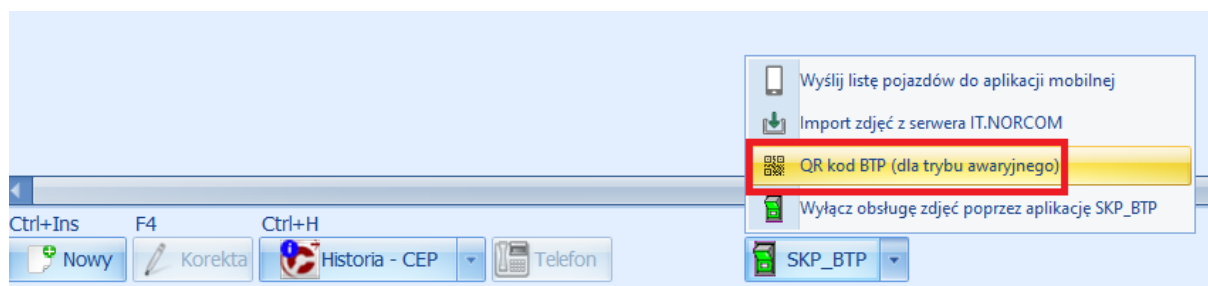 Wyślij listę pojazdów do aplikacji mobilnej
Import zdjęć z serwera IT.NORCOM
QR kod BTP (dla trybu awaryjnego)
Wyłącz obsługę zdjęć poprzez aplikację SKP_BTP
Ctrl+Ins F4 Ctrl+H
Nowy Korekta Historia - CEP Telefon SKP_BTP